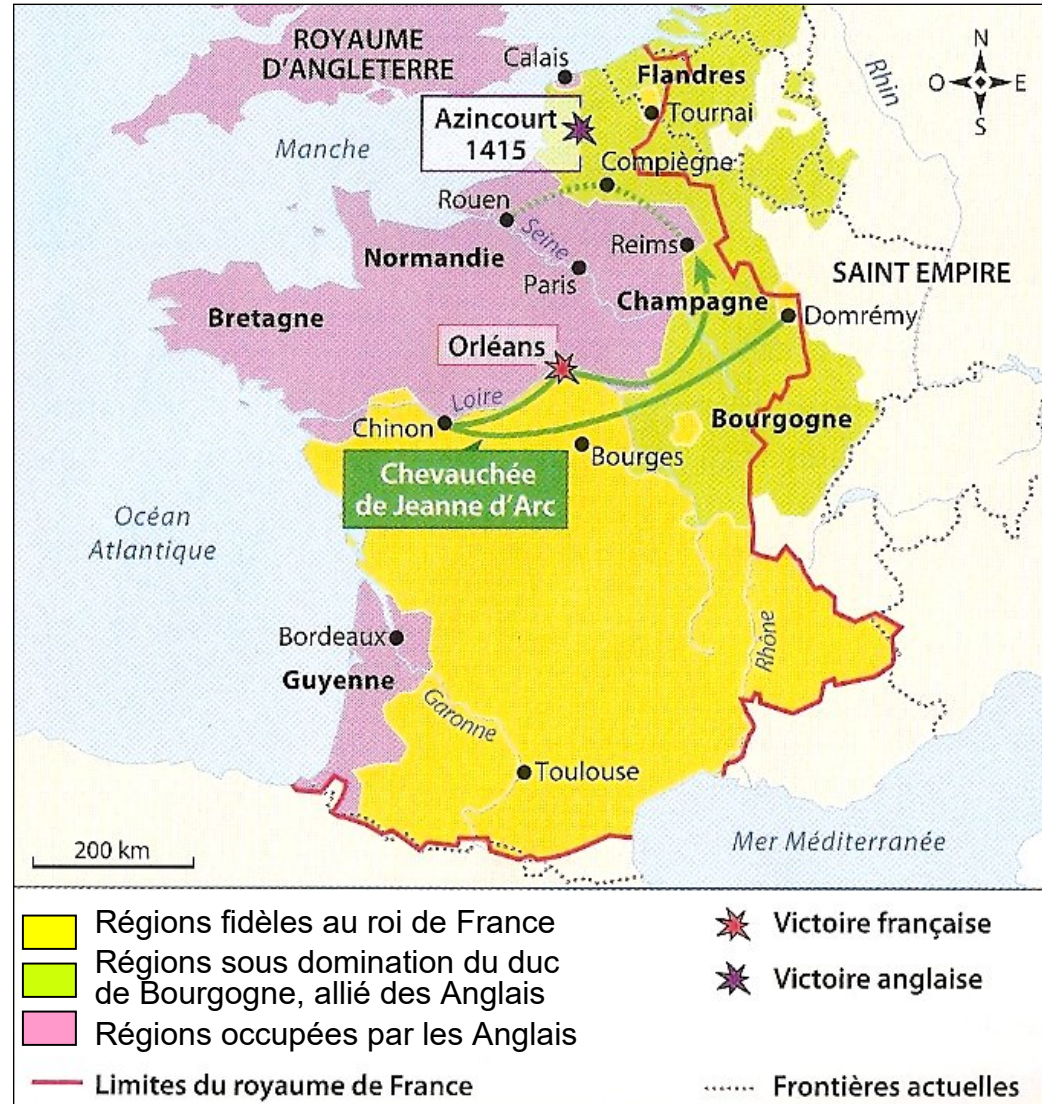 ROYAUME
D'ANGLETERRE
Calais
Flandres
Tournai
Rhin
N
O
E
S
Azincourt
1415
Manche
Compiègne
Rouen
Seine
Reims
Normandie
Paris
SAINT EMPIRE
Champagne
Domrémy
Bretagne
Orléans
Loire
Bourgogne
Chinon
Bourges
Chevauchée
de Jeanne d'Arc
Océan
Atlantique
Bordeaux
Rhône
Guyenne
Garonne
Toulouse
Mer Méditerranée
200 km
Régions fidèles au roi de France
Régions sous domination du duc
de Bourgogne, allié des Anglais
Régions occupées par les Anglais
Limites du royaume de France
Victoire française
Victoire anglaise
Frontières actuelles